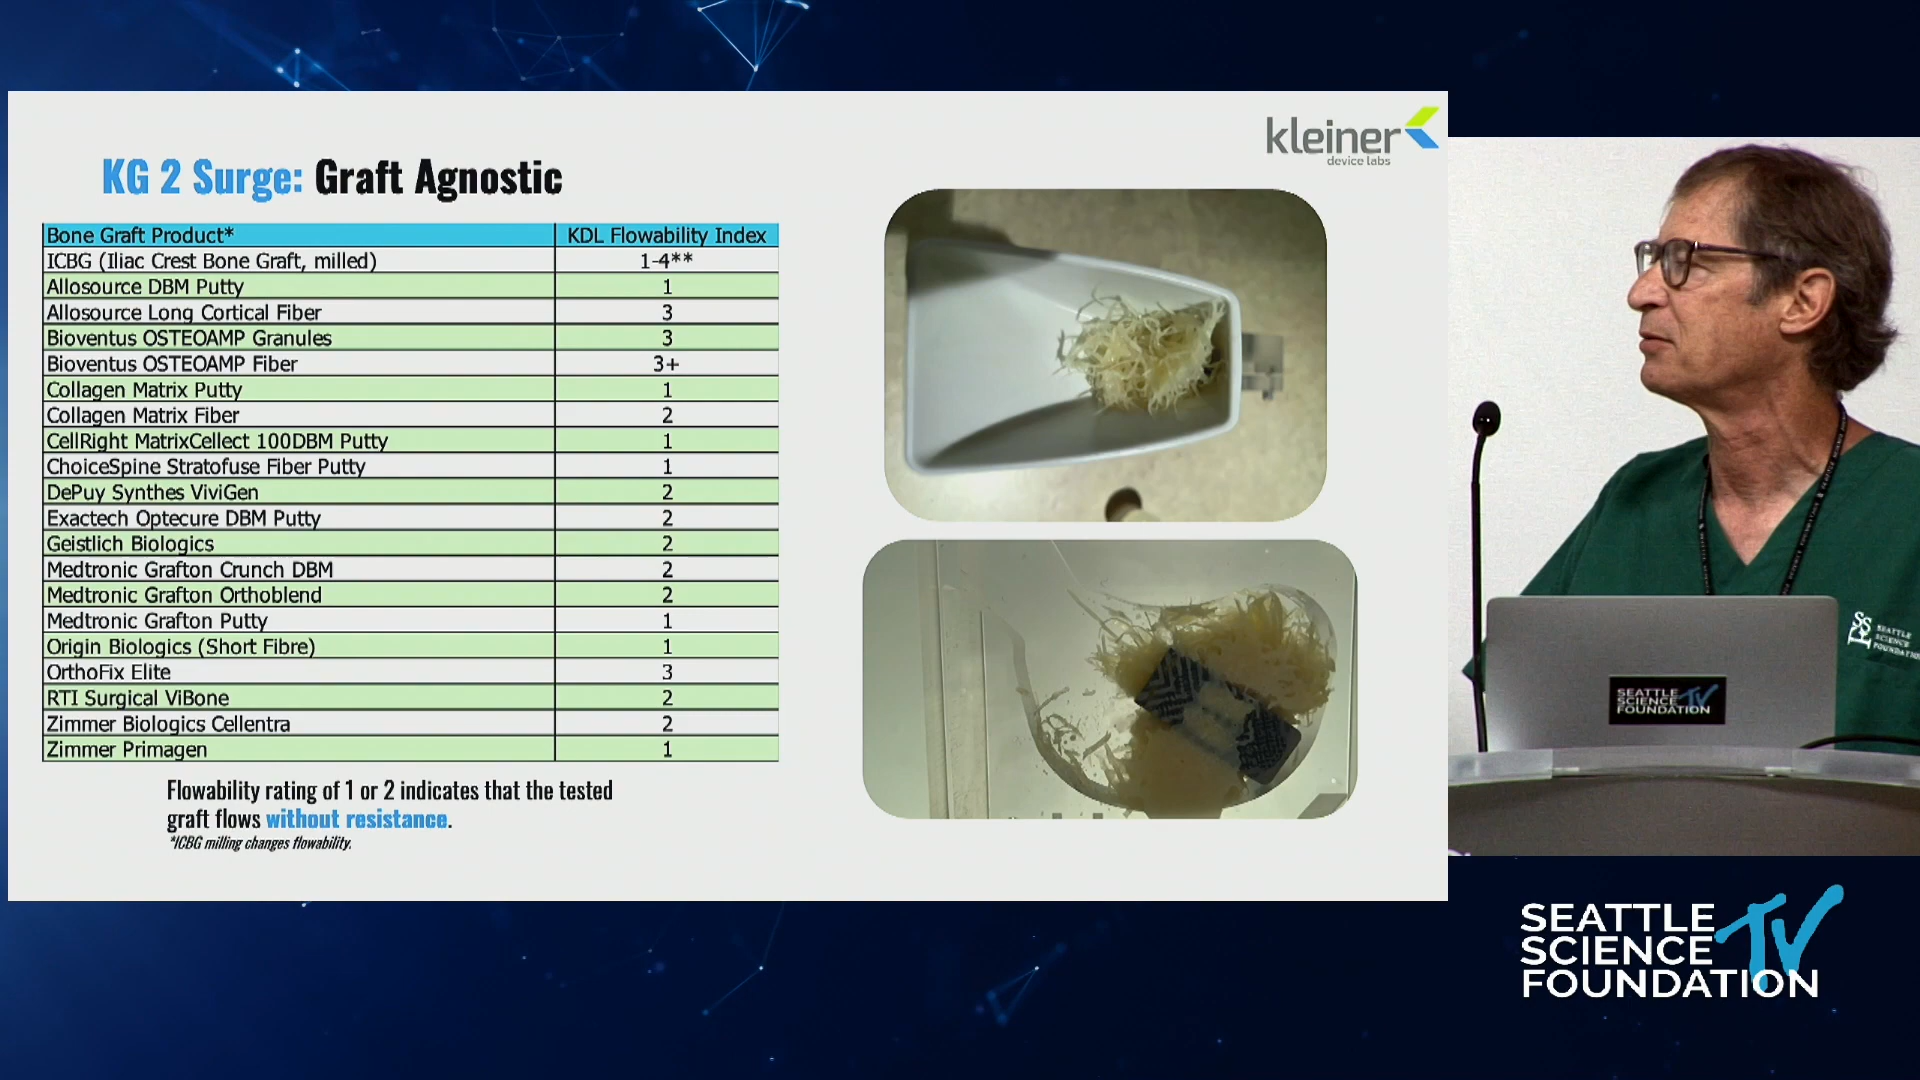 kleiner
device labs
KG 2 Surge: Graft Agnostic
Bone Graft Product* KDL Flowability Index
ICBG (Iliac Crest Bone Graft, milled) 1-4**
Allosource DBM Putty 1
Allosource Long Cortical Fiber 3
Bioventus OSTEOAMP Granules 3
Bioventus OSTEOAMP Fiber 3+
Collagen Matrix Putty 1
Collagen Matrix Fiber 2
CellRight MatrixCellect 100DBM Putty 1
ChoiceSpine Stratofuse Fiber Putty 1
DePuy Synthes ViviGen 2
Exactech Optecure DBM Putty 2
Geistlich Biologics 2
Medtronic Grafton Crunch DBM 2
Medtronic Grafton Orthoblend 2
Medtronic Grafton Putty 1
Origin Biologics (Short Fibre) 1
OrthoFix Elite 3
RTI Surgical ViBone 2
Zimmer Biologics Cellentra 2
Zimmer Primagen 1
Flowability rating of 1 or 2 indicates that the tested
graft flows without resistance.
*ICBG milling changes flowability.
SSF
SEATTLE
SCIENCE
FOUNDATION
SEATTLE
SCIENCE TV
FOUNDATION
SEATTLE
SCIENCE TV
FOUNDATION